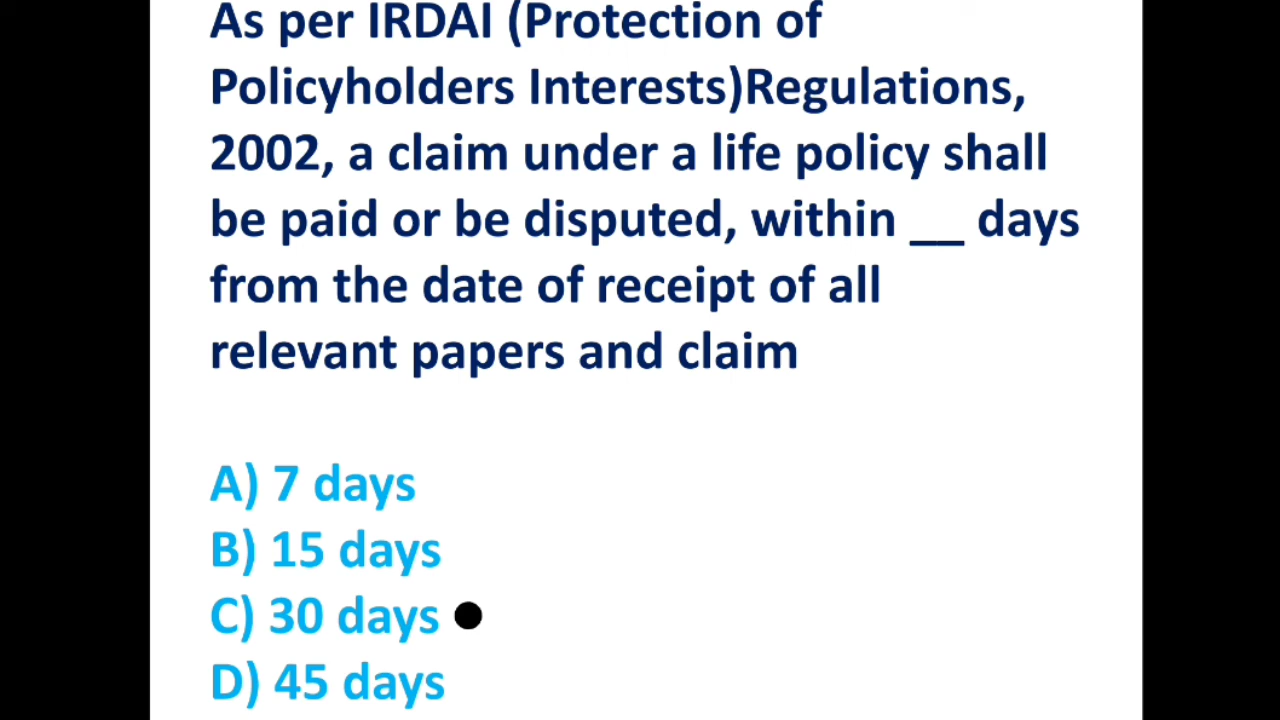 As per IRDAI (Protection of
Policyholders Interests)Regulations,
2002, a claim under a life policy shall
be paid or be disputed, within __ days
from the date of receipt of all
relevant papers and claim
A) 7 days
B) 15 days
C) 30 days
D) 45 days